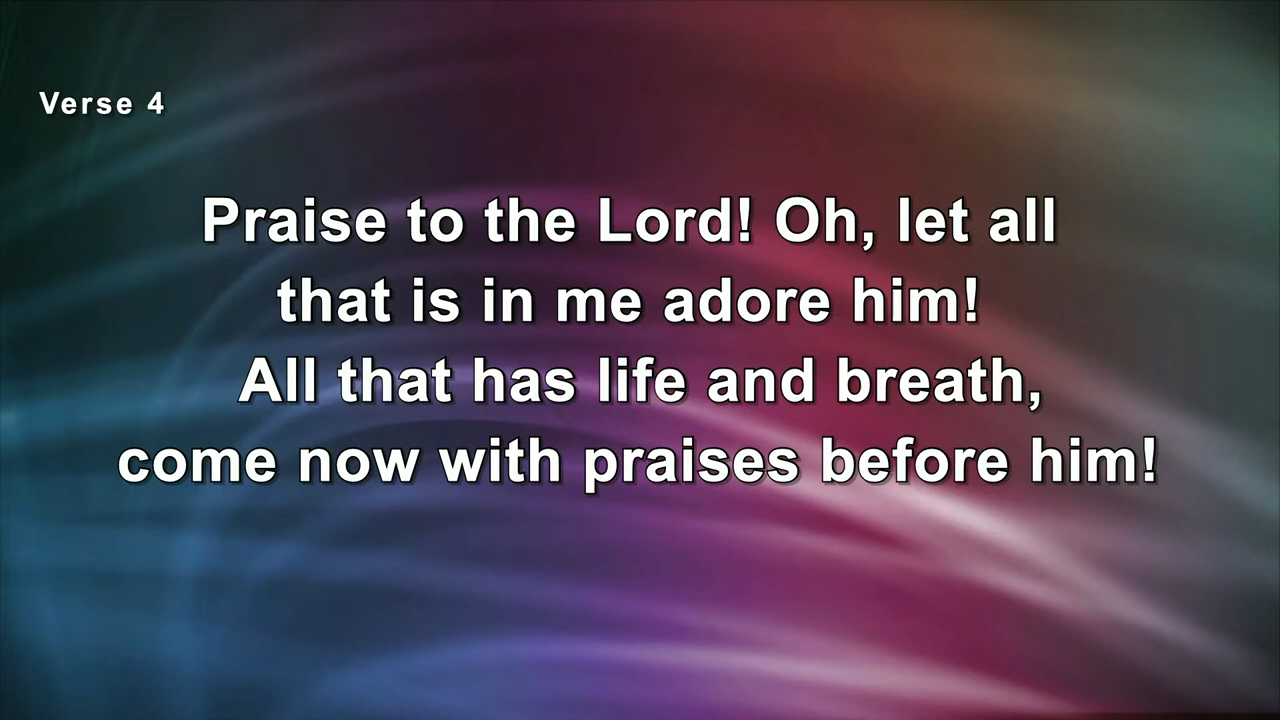 Verse 4
Praise to the Lord! Oh, let all
that is in me adore him!
All that has life and breath,
come now with praises before him!